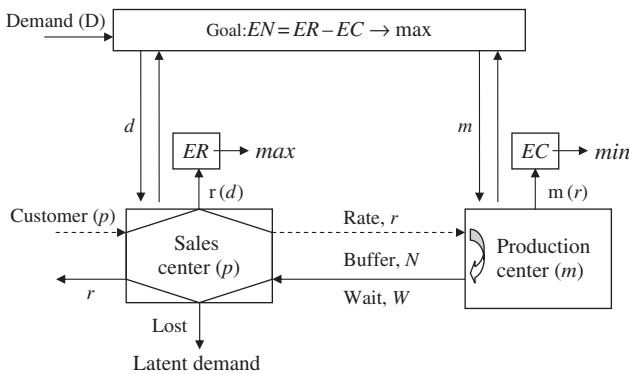 Demand (D)
Goal:EN = ER – EC → max
d
m
ER
max
EC
min
r (d)
m (r)
Customer (p)
Rate, r
Sales
center (p)
Production
center (m)
Buffer, N
r
Wait, W
Lost
Latent demand